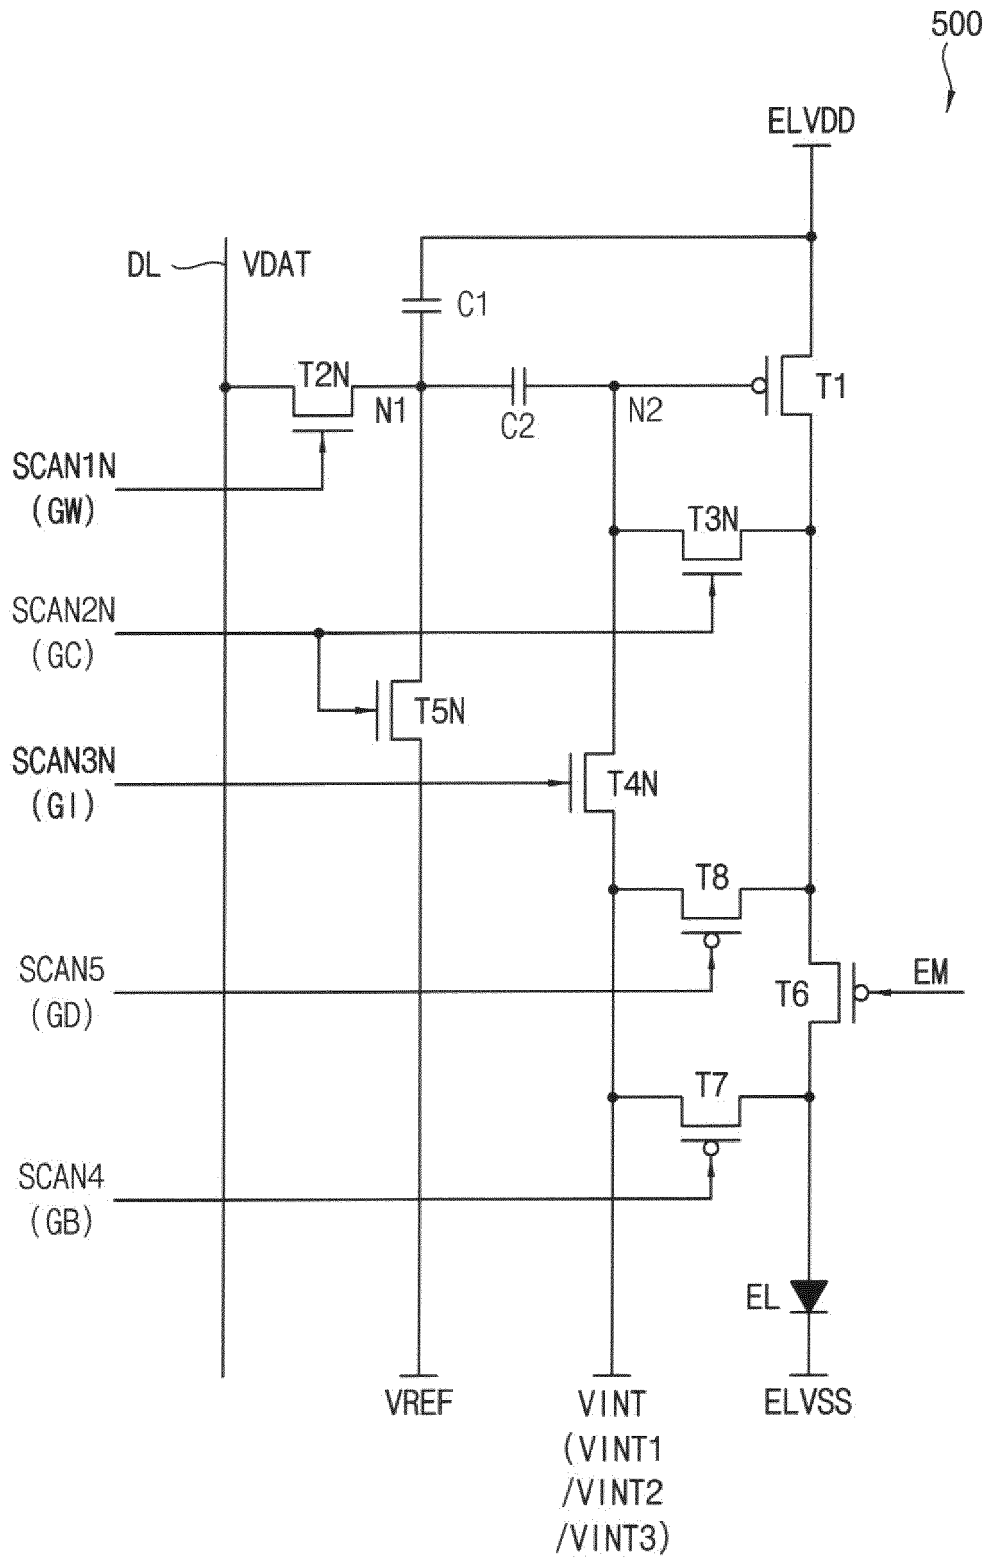 500
ELVDD
DL
VDAT
C1
T2N
N1
C2
N2
T1
SCAN1N
(GW)
T3N
SCAN2N
(GC)
T5N
SCAN3N
(GI)
T4N
T8
SCAN5
(GD)
T6
EM
T7
SCAN4
(GB)
EL
VREF
VINT
(VINT1
/VINT2
/VINT3)
ELVSS